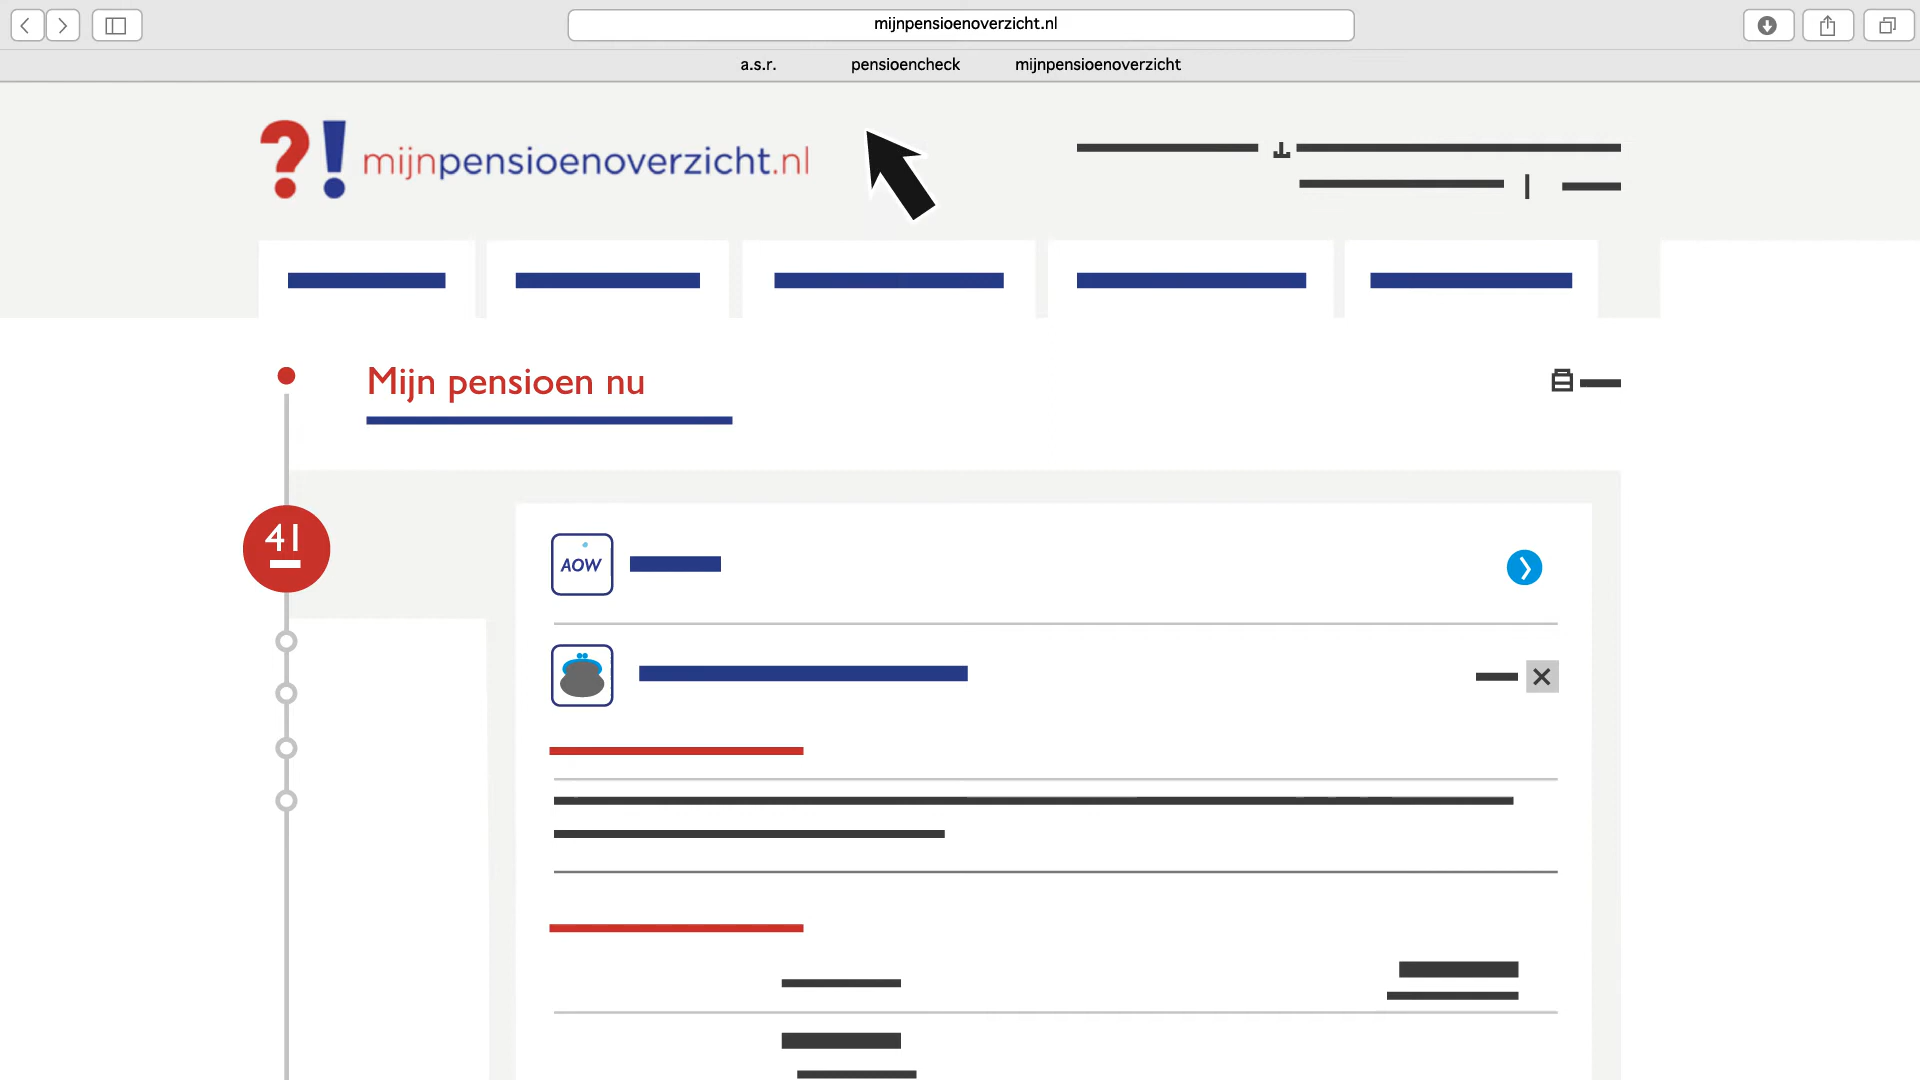 mijnpensioenoverzicht.nl
a.s.r. pensioencheck mijnpensioenoverzicht
?! mijnpensioenoverzicht.nl
Mijn pensioen nu
41
AOW